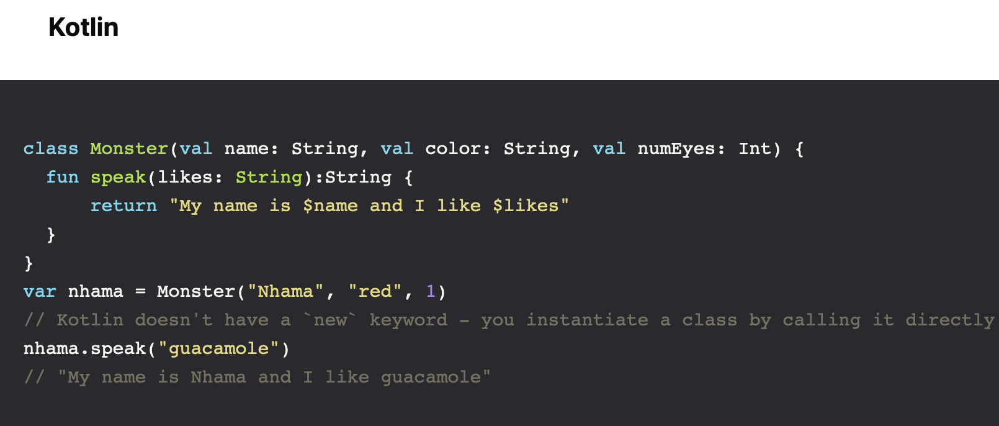 Kotlin
class Monster(val name: String, val color: String, val numEyes: Int) {
  fun speak(likes: String):String {
      return "My name is $name and I like $likes"
  }
}
var nhama = Monster("Nhama", "red", 1)
// Kotlin doesn't have a `new` keyword – you instantiate a class by calling it directly
nhama.speak("guacamole")
// "My name is Nhama and I like guacamole"